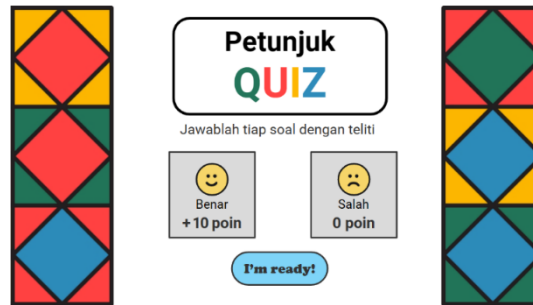 Petunjuk
QUIZ
Jawablah tiap soal dengan teliti
Benar
+10 poin
Salah
0 poin
I'm ready!